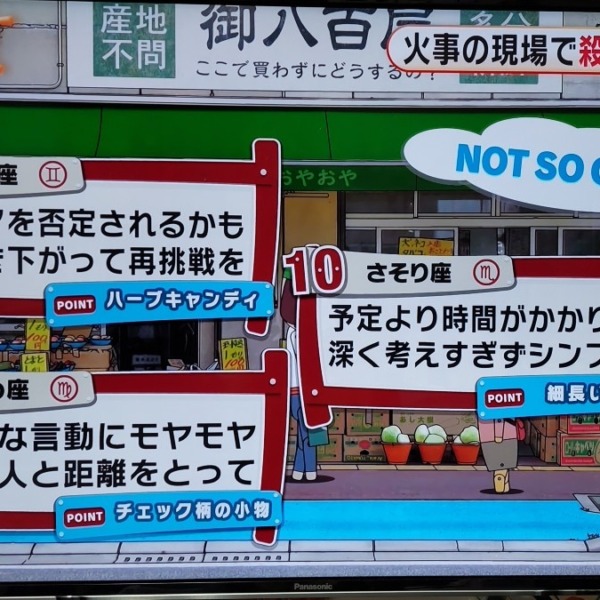 産地
不問
御八百屋
ここで買わずにどうするの?
火事の現場で殺
NOT SO
おやおや
座
を否定されるかも
下がって再挑戦を
POINT ハーブキャンディ
10 さそり座
予定より時間がかかり
深く考えすぎずシンプ
POINT 細長い
座
な言動にモヤモヤ
人と距離をとって
POINT チェック柄の小物
Panasonic